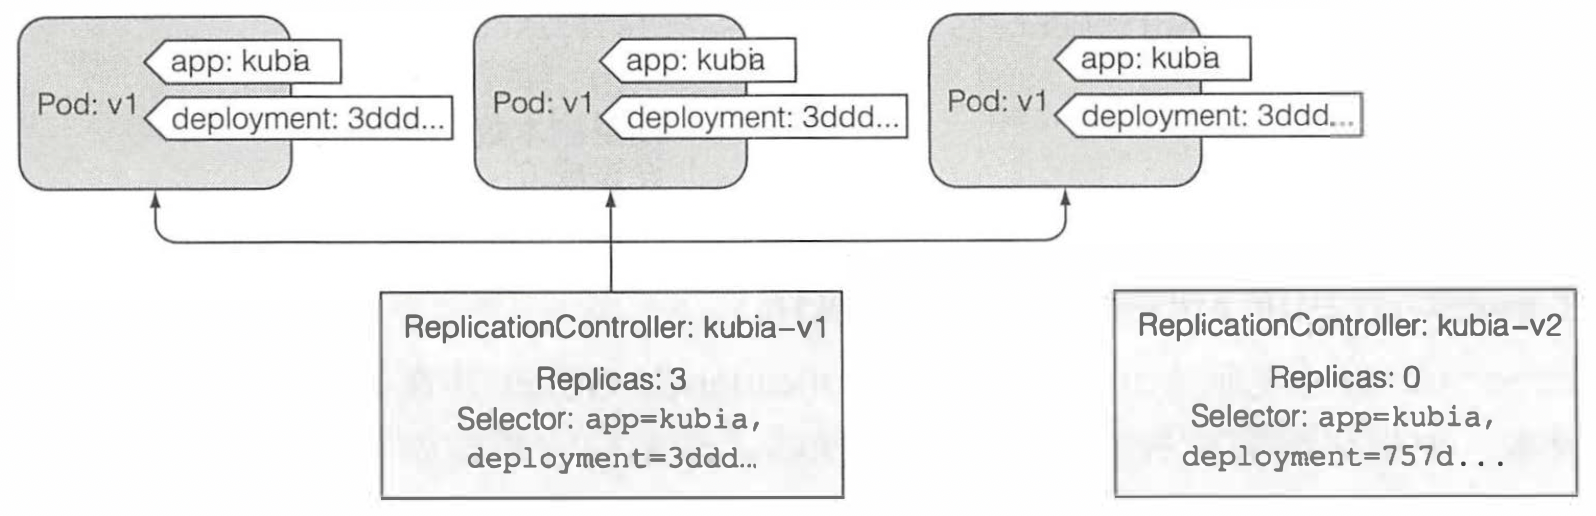 app: kubia
Pod: v1
deployment: 3ddd...
app: kubia
Pod: v1
deployment: 3ddd...
app: kubia
Pod: v1
deployment: 3ddd...
ReplicationController: kubia-v1
Replicas: 3
Selector: app=kubia,
deployment=3ddd...
ReplicationController: kubia-v2
Replicas: 0
Selector: app=kubia,
deployment=757d...